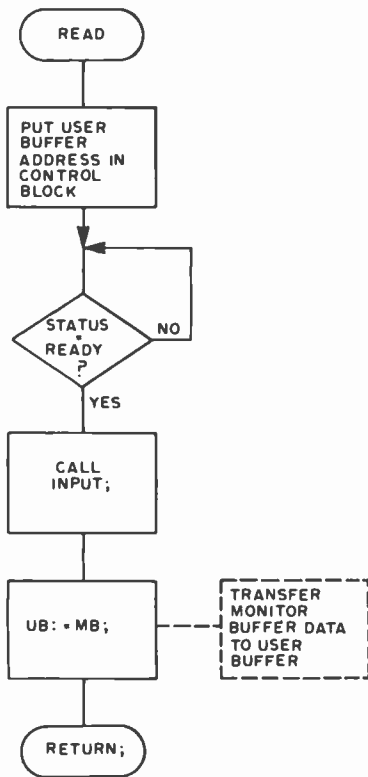 READ
PUT USER
BUFFER
ADDRESS IN
CONTROL
BLOCK
STATUS
=
READY
?
NO
YES
CALL
INPUT;
UB:=MB;
TRANSFER
MONITOR
BUFFER DATA
TO USER
BUFFER
RETURN;